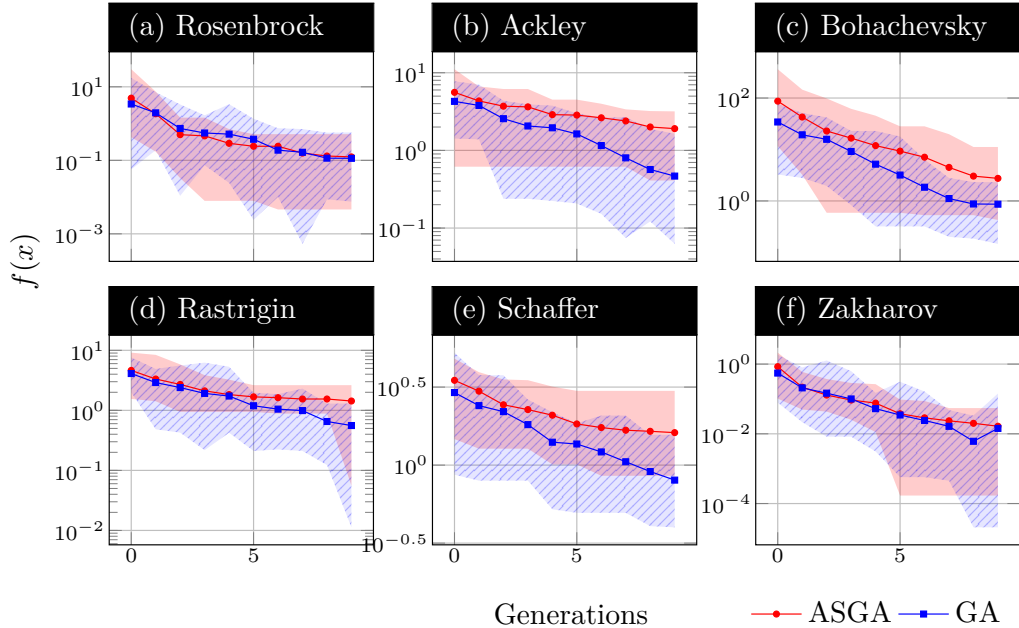 (a) Rosenbrock
(b) Ackley
(c) Bohachevsky
10^1
10^-1
10^-3
10^1
10^0
10^-1
10^2
10^0
f(x)
(d) Rastrigin
(e) Schaffer
(f) Zakharov
10^1
10^0
10^-1
10^-2
10^0.5
10^0
10^-0.5
10^0
10^-2
10^-4
0 5
0 5
0 5
Generations
ASGA GA